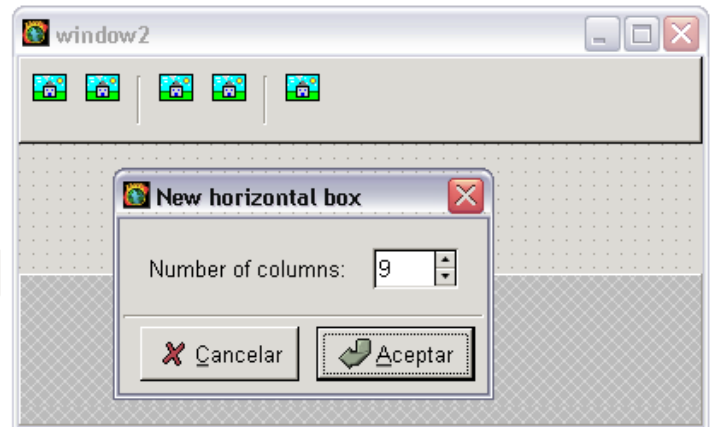 window2
New horizontal box
Number of columns: 9
Cancelar Aceptar